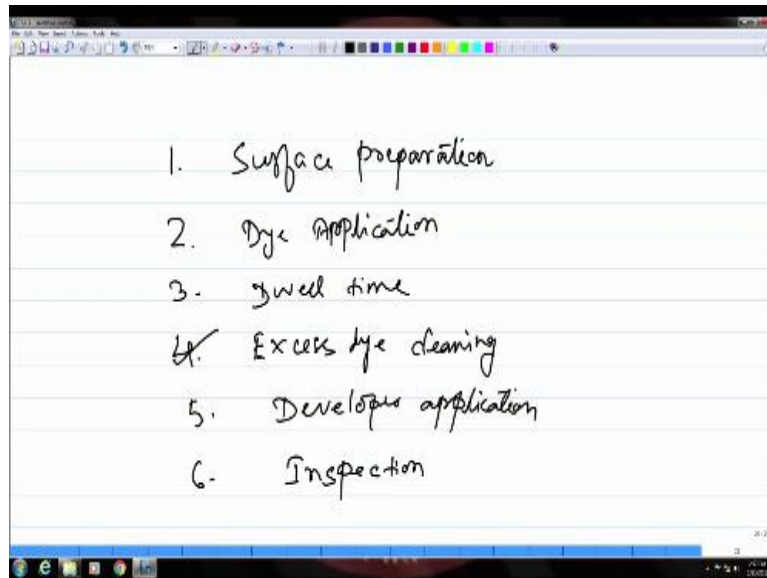 1. Surface preparation
2. Dye Application
3. Dwell time
4. Excess dye cleaning
5. Developer application
6. Inspection